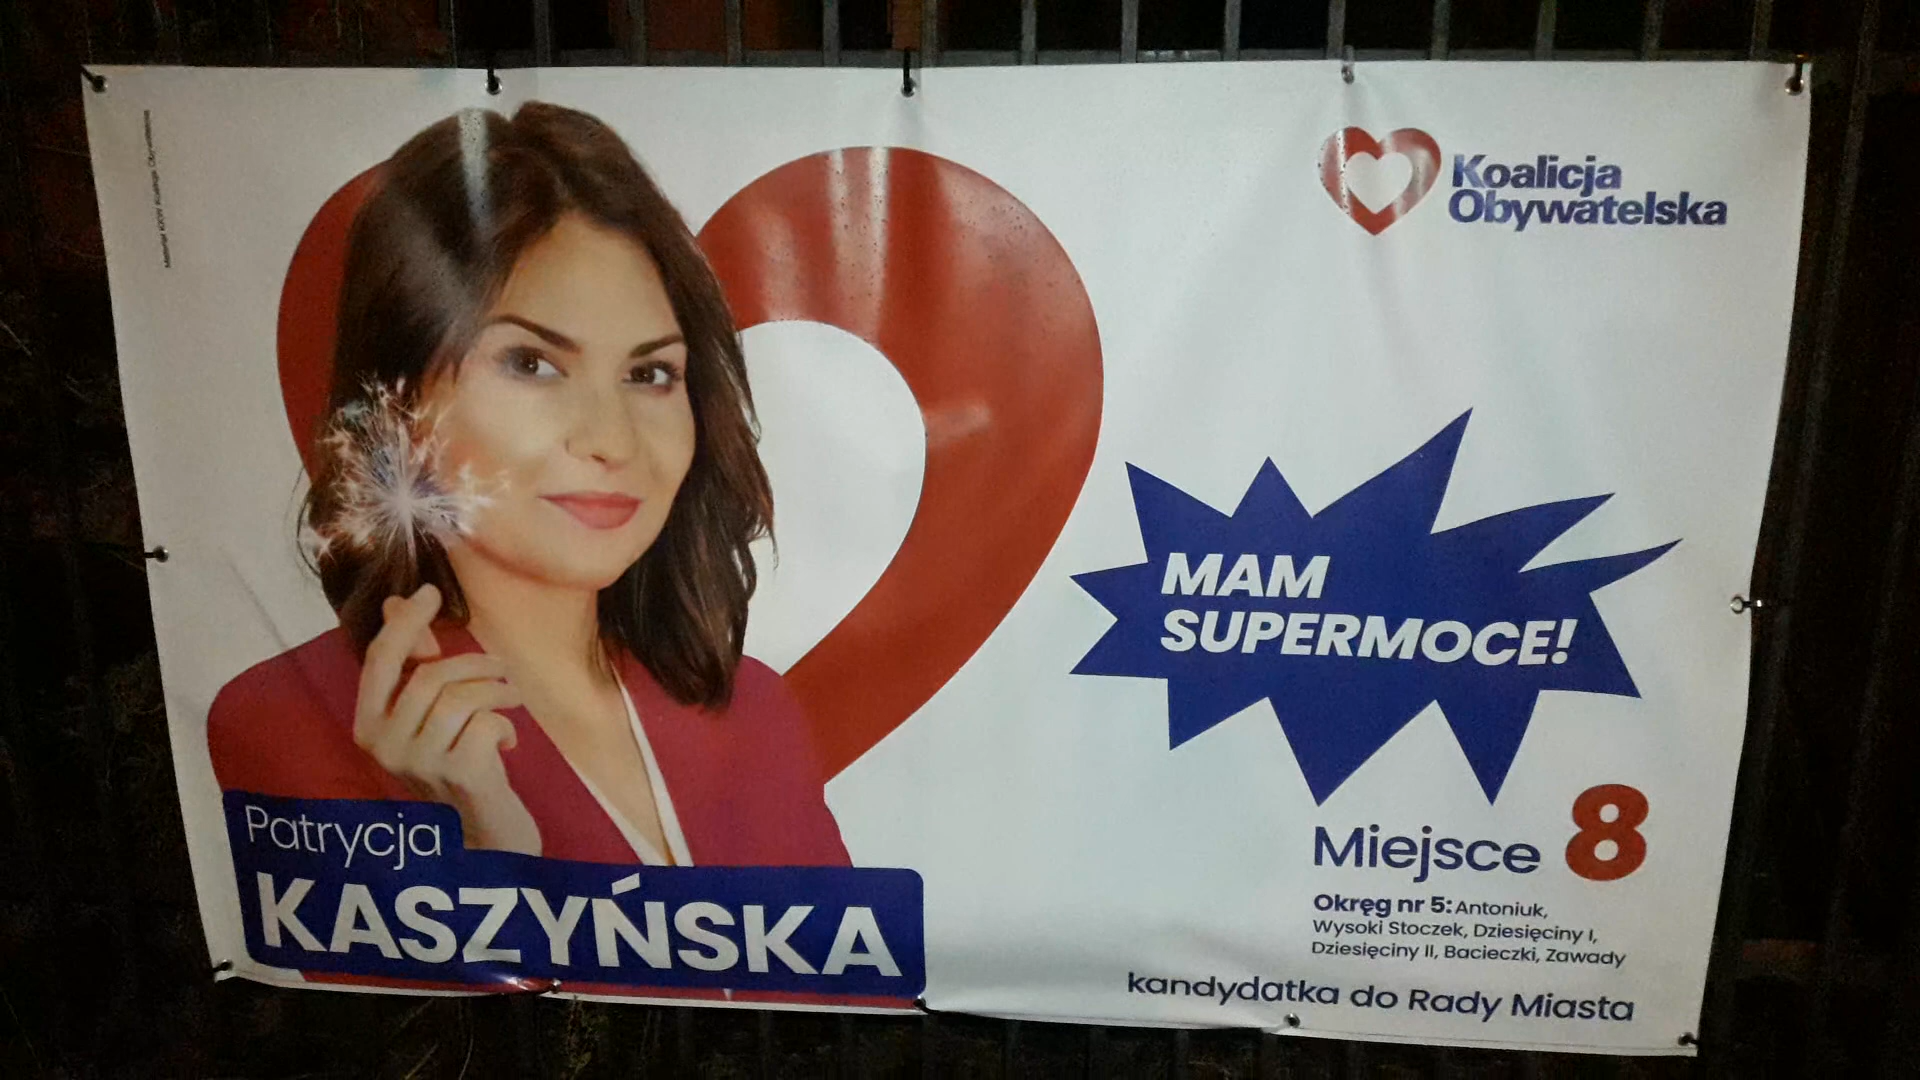 Koalicja
Obywatelska
MAM
SUPERMOCE!
Patrycja
KASZYŃSKA
Miejsce 8
Okręg nr 5: Antoniuk,
Wysoki Stoczek, Dziesięciny I,
Dziesięciny II, Bacieczki, Zawady
kandydatka do Rady Miasta